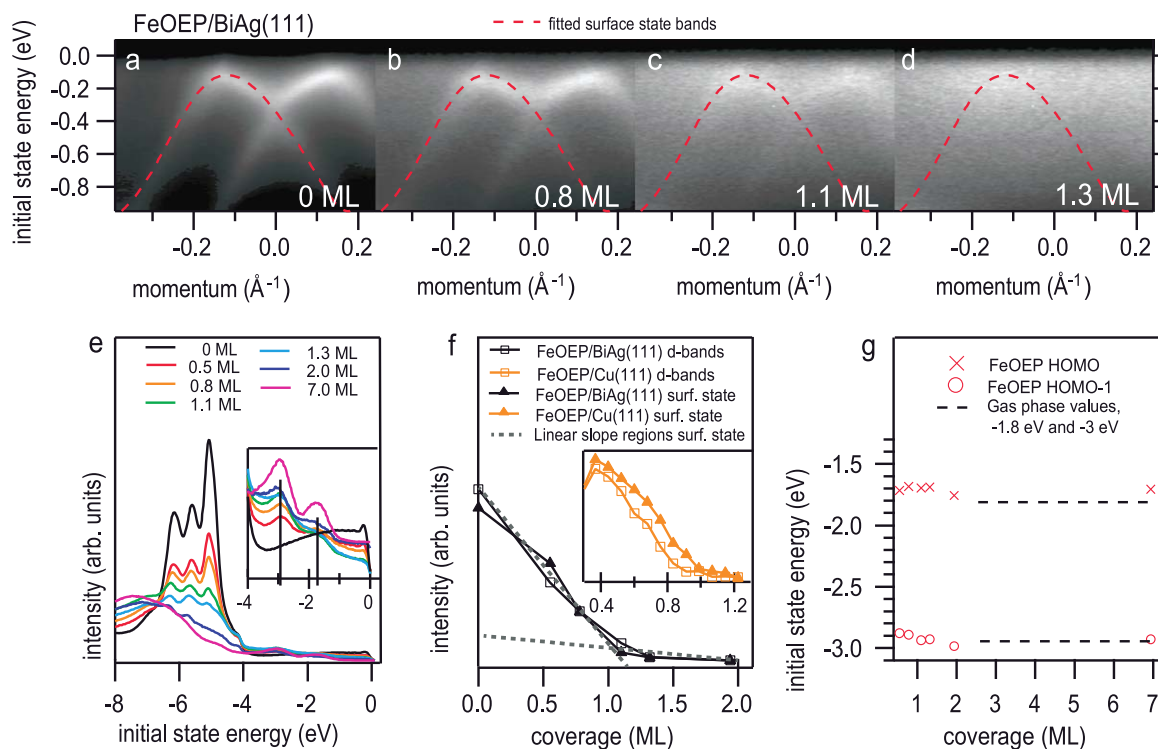 FeOEP/BiAg(111)
fitted surface state bands
initial state energy (eV)
0.0
-0.2
-0.4
-0.6
-0.8
a
b
c
d
0 ML
0.8 ML
1.1 ML
1.3 ML
-0.2 0.0 0.2
-0.2 0.0 0.2
-0.2 0.0 0.2
-0.2 0.0 0.2
momentum (Å⁻¹)
momentum (Å⁻¹)
momentum (Å⁻¹)
momentum (Å⁻¹)
e
0 ML
0.5 ML
0.8 ML
1.1 ML
1.3 ML
2.0 ML
7.0 ML
intensity (arb. units)
-4 -2 0
-8 -6 -4 -2 0
initial state energy (eV)
f
FeOEP/BiAg(111) d-bands
FeOEP/Cu(111) d-bands
FeOEP/BiAg(111) surf. state
FeOEP/Cu(111) surf. state
Linear slope regions surf. state
intensity (arb. units)
0.4 0.8 1.2
0.0 0.5 1.0 1.5 2.0
coverage (ML)
g
FeOEP HOMO
FeOEP HOMO-1
Gas phase values,
-1.8 eV and -3 eV
initial state energy (eV)
-1.5
-2.0
-2.5
-3.0
1 2 3 4 5 6 7
coverage (ML)